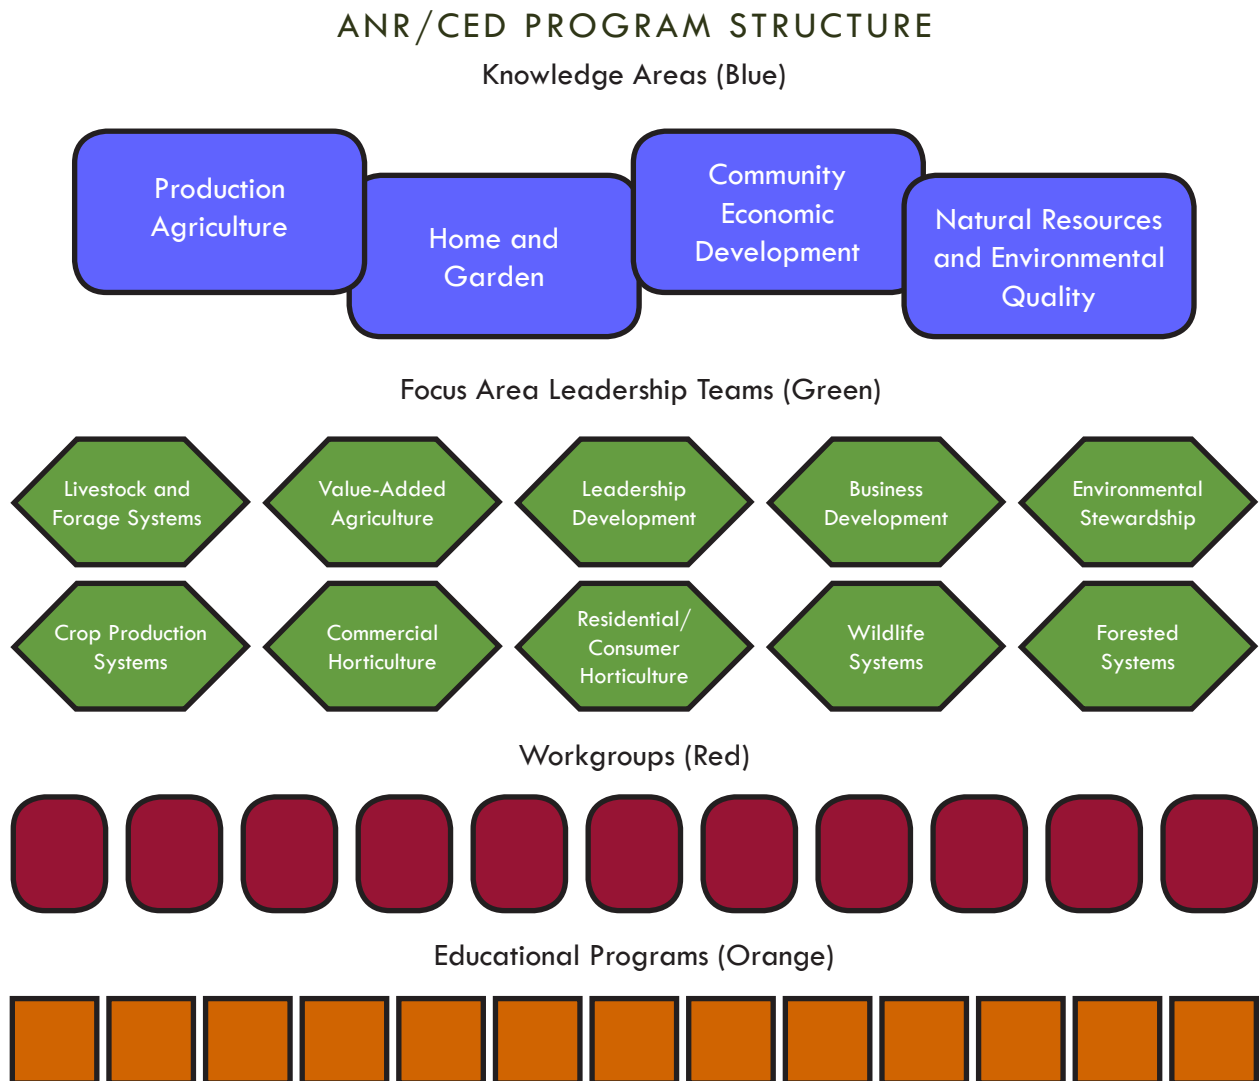 ANR/CED PROGRAM STRUCTURE
Knowledge Areas (Blue)
Production
Agriculture
Home and
Garden
Community
Economic
Development
Natural Resources
and Environmental
Quality
Focus Area Leadership Teams (Green)
Livestock and
Forage Systems
Value-Added
Agriculture
Leadership
Development
Business
Development
Environmental
Stewardship
Crop Production
Systems
Commercial
Horticulture
Residential/
Consumer
Horticulture
Wildlife
Systems
Forested
Systems
Workgroups (Red)
Educational Programs (Orange)